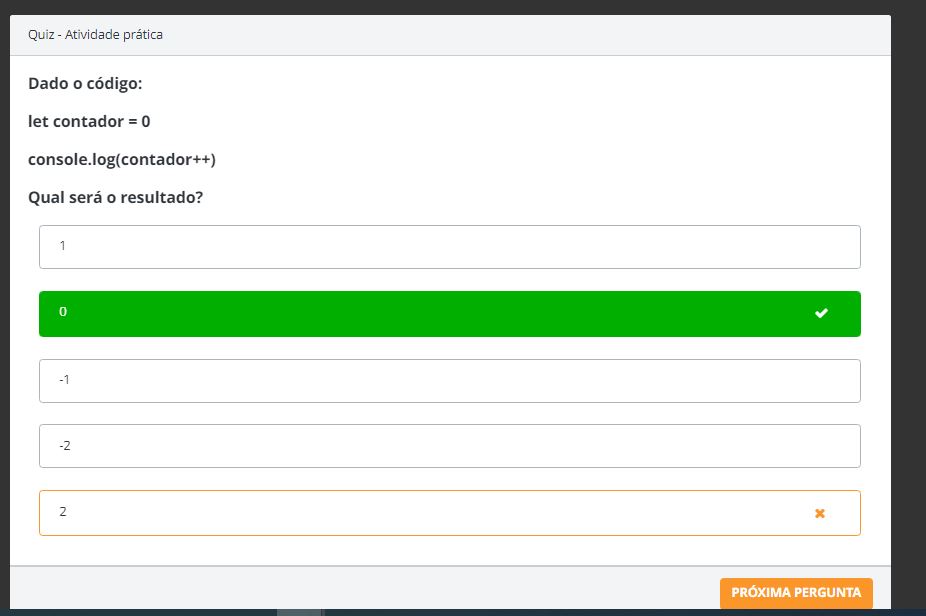 Quiz - Atividade prática
Dado o código:
let contador = 0
console.log(contador++)
Qual será o resultado?
1
0
-1
-2
2
PRÓXIMA PERGUNTA